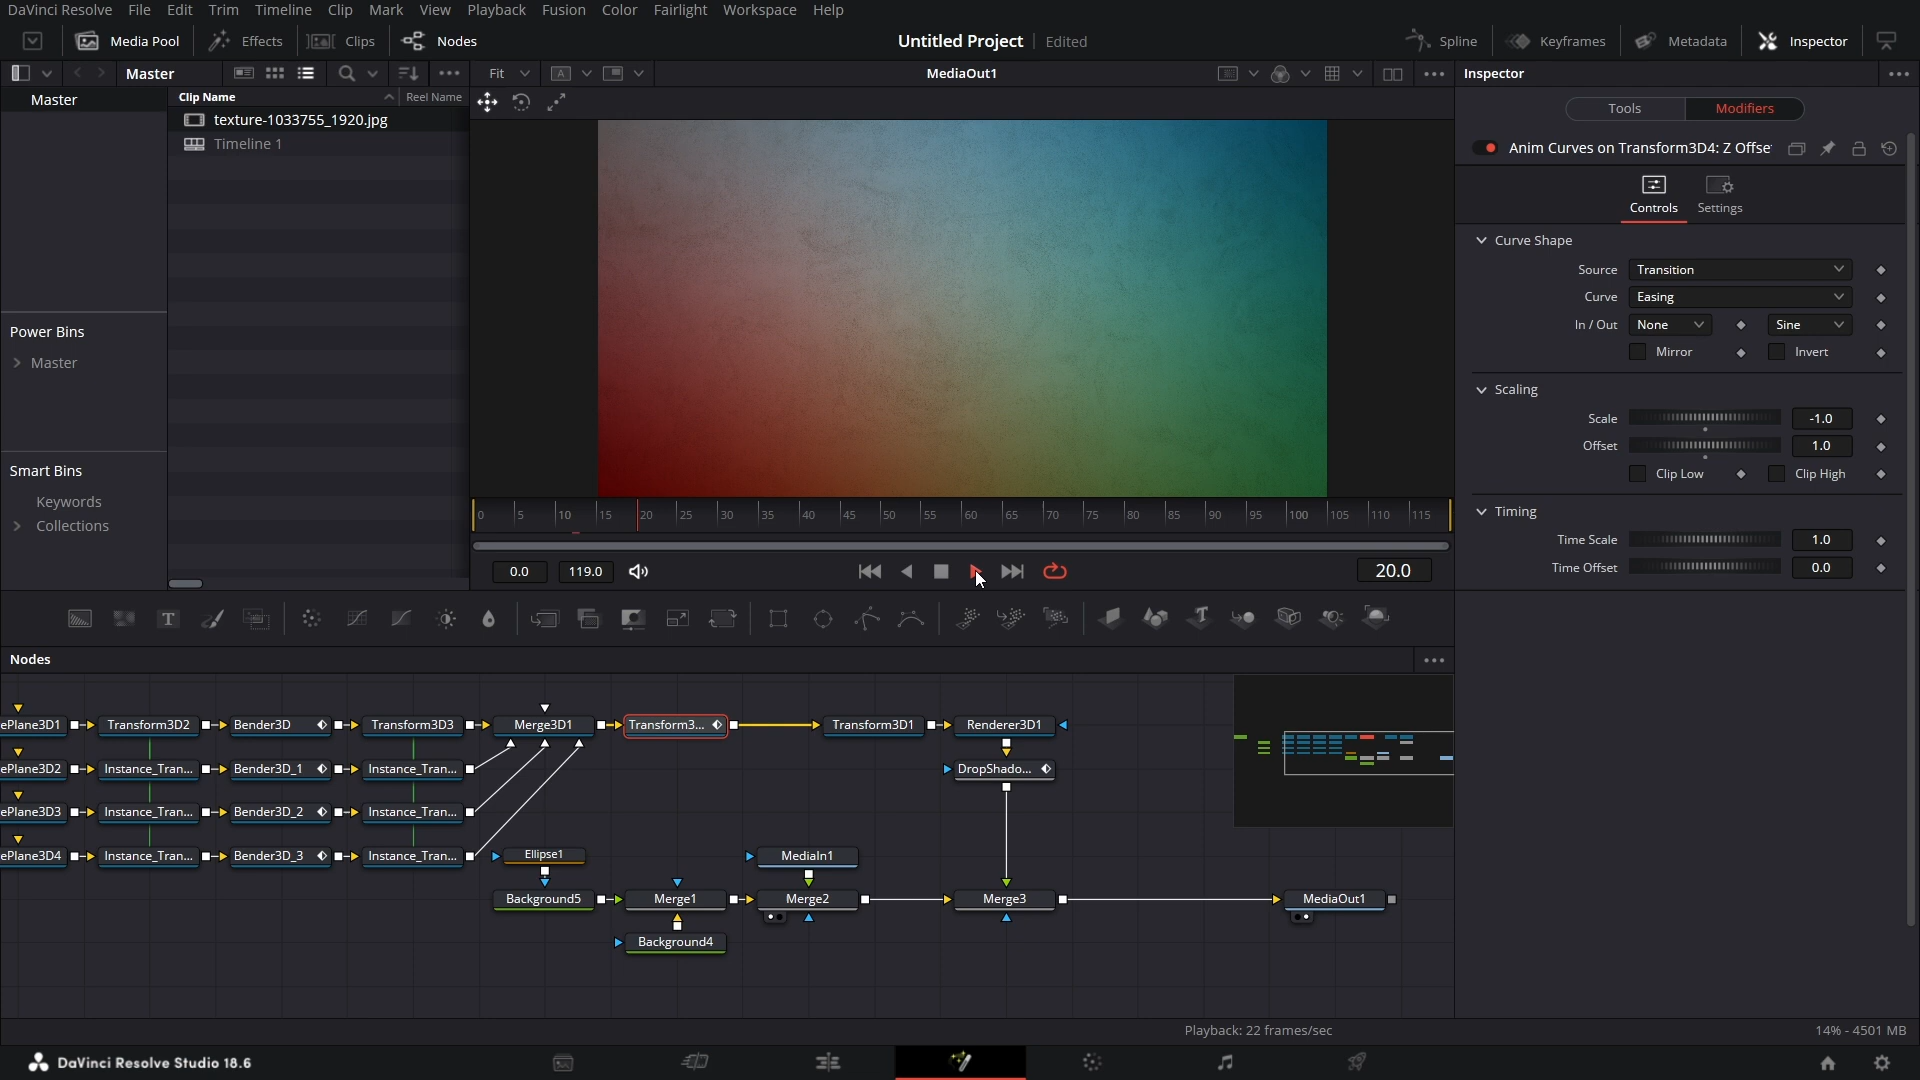 DaVinci Resolve File Edit Trim Timeline Clip Mark View Playback Fusion Color Fairlight Workspace Help
Media Pool Effects Clips Nodes Untitled Project Edited Spline Keyframes Metadata Inspector
Master Fit MediaOut1 Inspector
Master Clip Name Reel Name
Tools Modifiers
texture-1033755_1920.jpg
Timeline 1
Anim Curves on Transform3D4: Z Offse
Controls Settings
Curve Shape
Source Transition
Curve Easing
In / Out None Sine
Mirror Invert
Power Bins
Master
Scaling
Scale -1.0
Offset 1.0
Clip Low Clip High
Smart Bins
Keywords
Collections
0 5 10 15 20 25 30 35 40 45 50 55 60 65 70 75 80 85 90 95 100 105 110 115
Timing
Time Scale 1.0
Time Offset 0.0
0.0 119.0 20.0
Nodes
ePlane3D1 Transform3D2 Bender3D Transform3D3 Merge3D1 Transform3... Transform3D1 Renderer3D1
ePlane3D2 Instance_Tran... Bender3D_1 Instance_Tran... DropShado...
ePlane3D3 Instance_Tran... Bender3D_2 Instance_Tran...
ePlane3D4 Instance_Tran... Bender3D_3 Instance_Tran... Ellipse1 MediaIn1
Background5 Merge1 Merge2 Merge3 MediaOut1
Background4
Playback: 22 frames/sec 14% - 4501 MB
DaVinci Resolve Studio 18.6